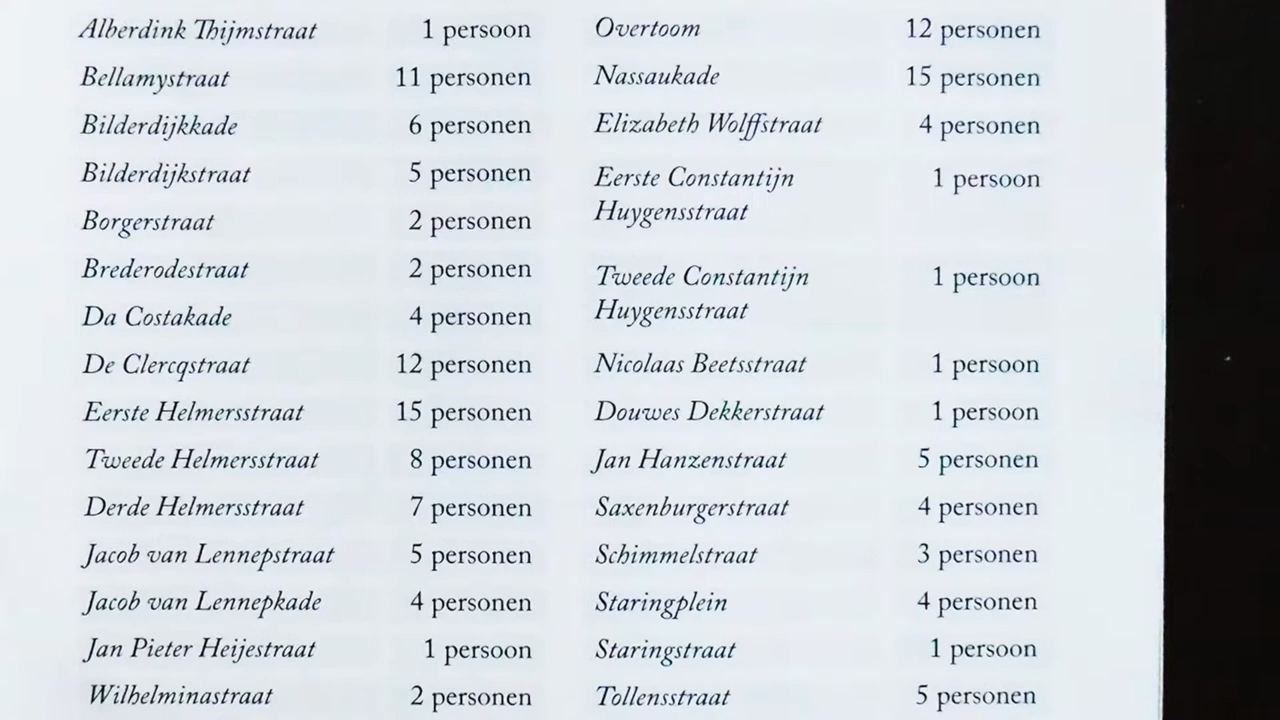 Alberdink Thijmstraat 1 persoon
Bellamystraat 11 personen
Bilderdijkkade 6 personen
Bilderdijkstraat 5 personen
Borgerstraat 2 personen
Brederodestraat 2 personen
Da Costakade 4 personen
De Clercqstraat 12 personen
Eerste Helmersstraat 15 personen
Tweede Helmersstraat 8 personen
Derde Helmersstraat 7 personen
Jacob van Lennepstraat 5 personen
Jacob van Lennepkade 4 personen
Jan Pieter Heijestraat 1 persoon
Wilhelminastraat 2 personen
Overtoom 12 personen
Nassaukade 15 personen
Elizabeth Wolffstraat 4 personen
Eerste Constantijn 1 persoon
Huygensstraat
Tweede Constantijn 1 persoon
Huygensstraat
Nicolaas Beetsstraat 1 persoon
Douwes Dekkerstraat 1 persoon
Jan Hanzenstraat 5 personen
Saxenburgerstraat 4 personen
Schimmelstraat 3 personen
Staringplein 4 personen
Staringstraat 1 persoon
Tollensstraat 5 personen